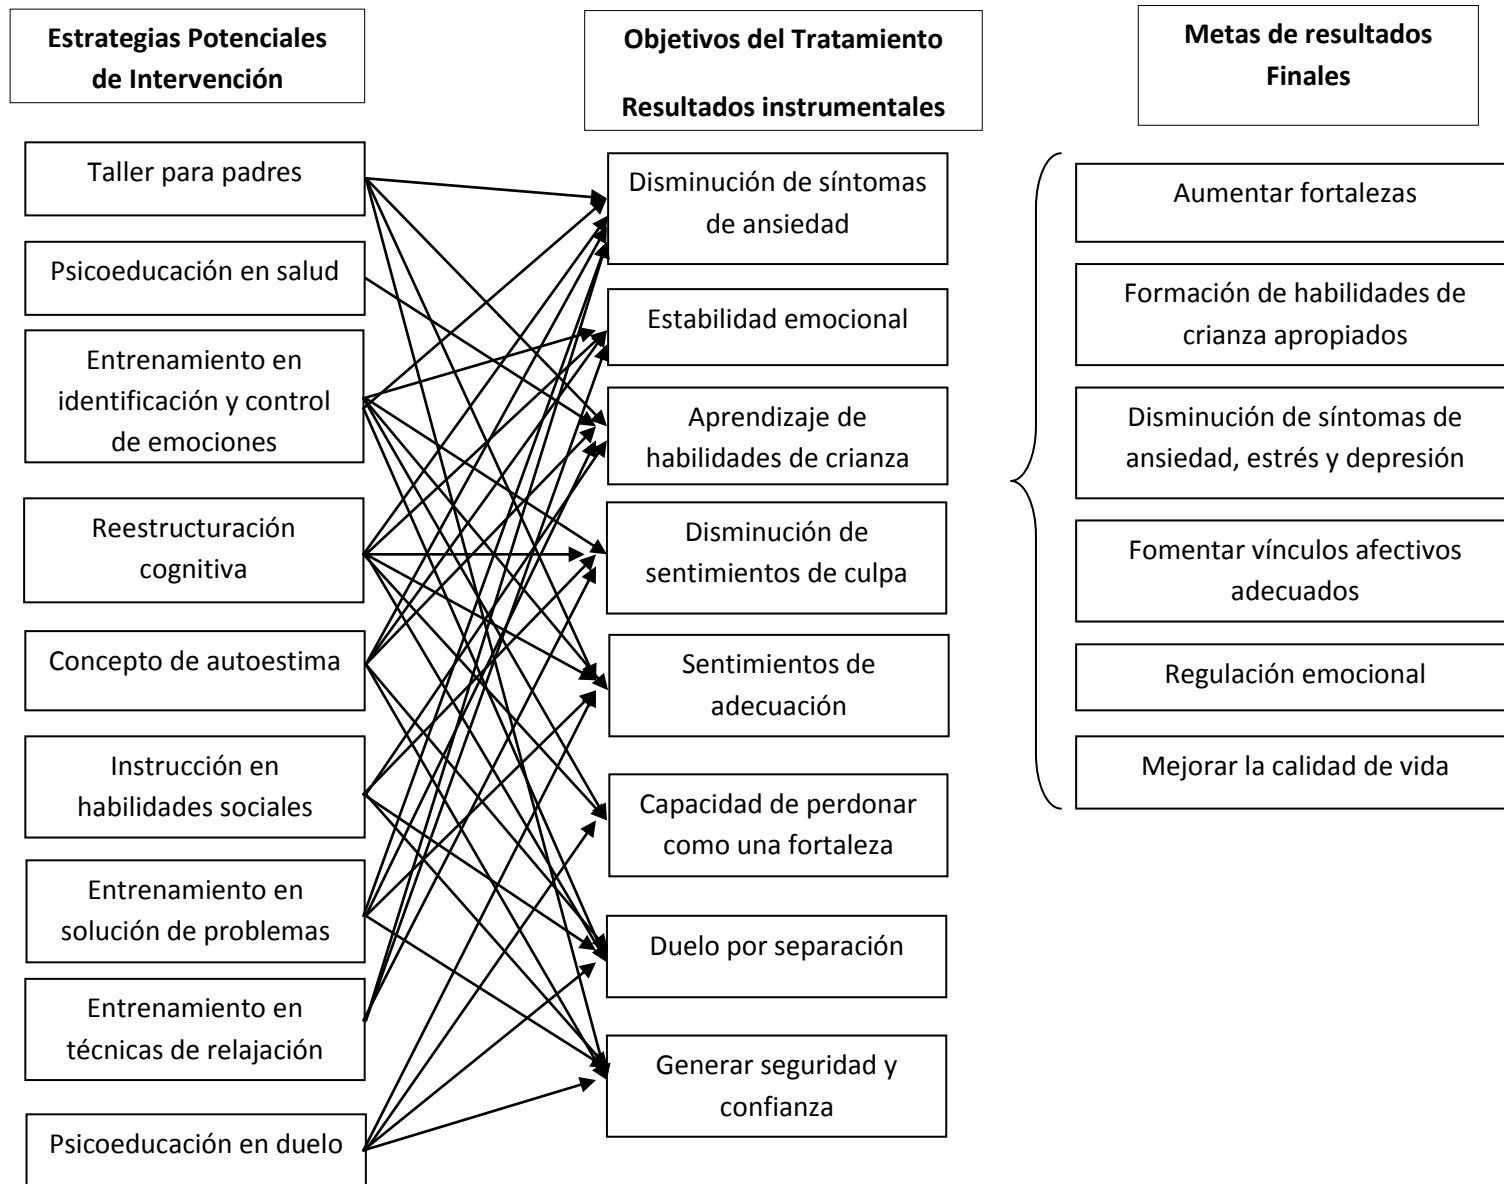 Estrategias Potenciales
de Intervención
Taller para padres
Psicoeducación en salud
Entrenamiento en
identificación y control
de emociones
Reestructuración
cognitiva
Concepto de autoestima
Instrucción en
habilidades sociales
Entrenamiento en
solución de problemas
Entrenamiento en
técnicas de relajación
Psicoeducación en duelo
Objetivos del Tratamiento
Resultados instrumentales
Disminución de síntomas
de ansiedad
Estabilidad emocional
Aprendizaje de
habilidades de crianza
Disminución de
sentimientos de culpa
Sentimientos de
adecuación
Capacidad de perdonar
como una fortaleza
Duelo por separación
Generar seguridad y
confianza
Metas de resultados
Finales
Aumentar fortalezas
Formación de habilidades de
crianza apropiados
Disminución de síntomas de
ansiedad, estrés y depresión
Fomentar vínculos afectivos
adecuados
Regulación emocional
Mejorar la calidad de vida